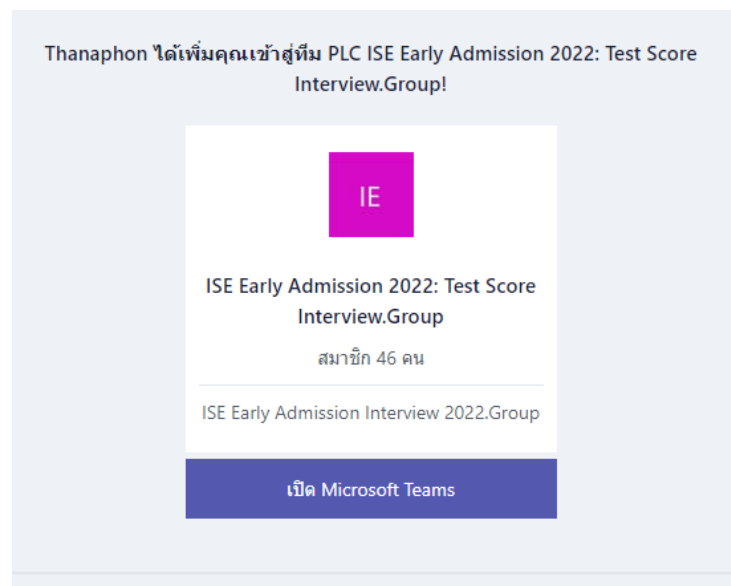 Thanaphon ได้เพิ่มคุณเข้าสู่ทีม PLC ISE Early Admission 2022: Test Score
Interview.Group!
IE
ISE Early Admission 2022: Test Score
Interview.Group
สมาชิก 46 คน
ISE Early Admission Interview 2022.Group
เปิด Microsoft Teams